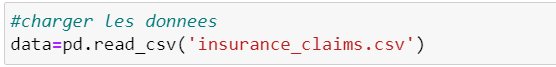 #charger les donnees
data=pd.read_csv('insurance_claims.csv')